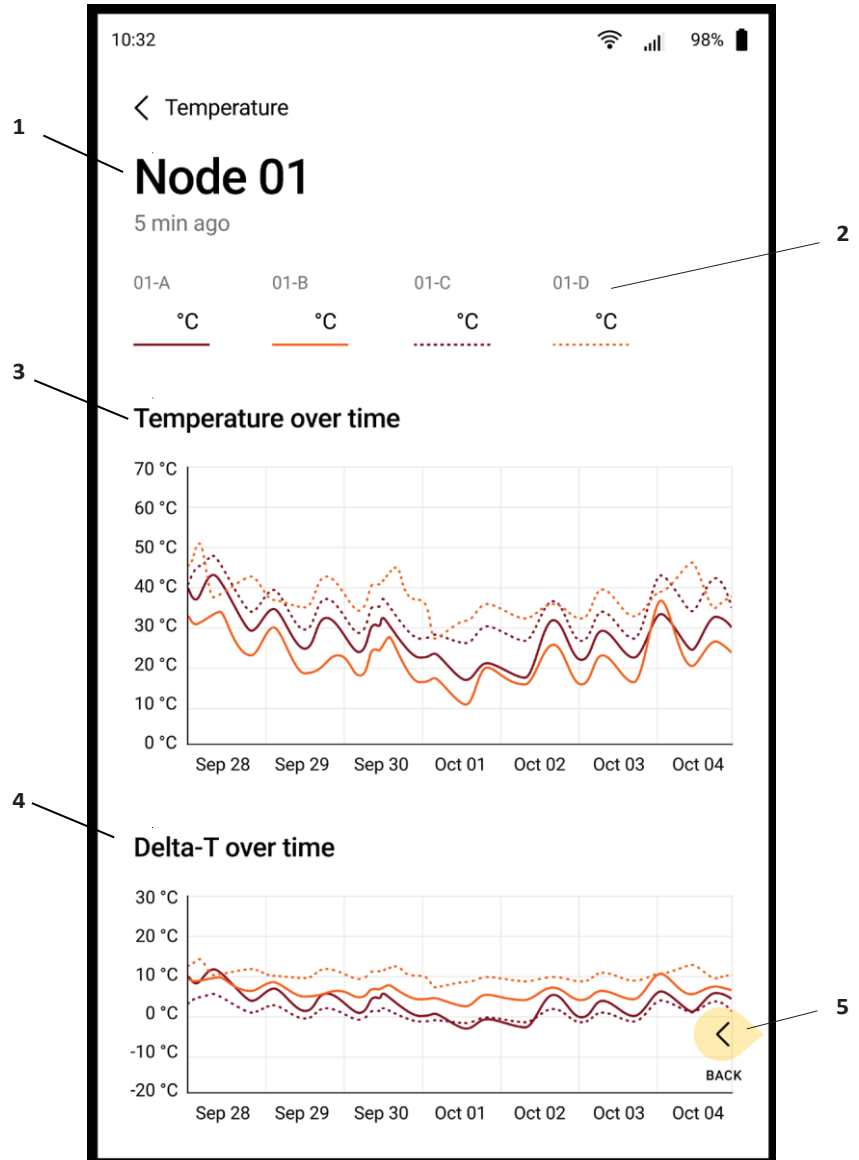 10:32 98%
Temperature
1
Node 01
5 min ago
2
01-A 01-B 01-C 01-D
°C °C °C °C
3
Temperature over time
70 °C
60 °C
50 °C
40 °C
30 °C
20 °C
10 °C
0 °C
Sep 28 Sep 29 Sep 30 Oct 01 Oct 02 Oct 03 Oct 04
4
Delta-T over time
30 °C
20 °C
10 °C
0 °C
5
-10 °C
BACK
-20 °C
Sep 28 Sep 29 Sep 30 Oct 01 Oct 02 Oct 03 Oct 04